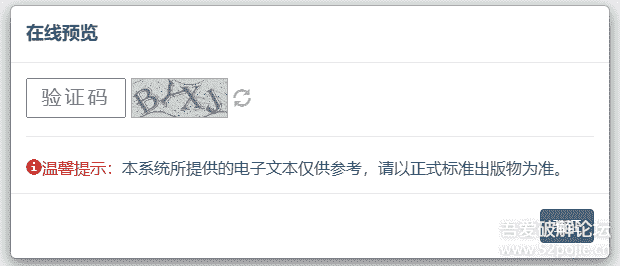 在线预览
验证码
温馨提示：本系统所提供的电子文本仅供参考，请以正式标准出版物为准。
吾爱破解论坛
www.52pojie.cn